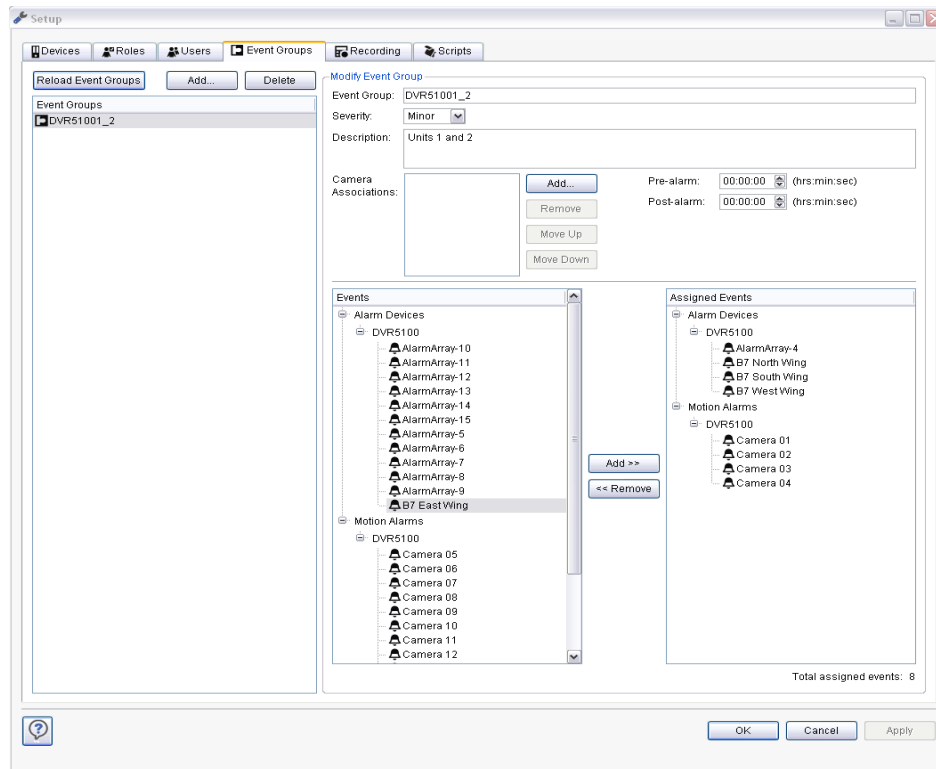 Setup
Devices Roles Users Event Groups Recording Scripts
Reload Event Groups Add... Delete
Event Groups
DVR51001_2
Modify Event Group
Event Group: DVR51001_2
Severity: Minor
Description: Units 1 and 2
Camera Associations:
Add...
Remove
Move Up
Move Down
Pre-alarm: 00:00:00 (hrs:min:sec)
Post-alarm: 00:00:00 (hrs:min:sec)
Events
Alarm Devices
DVR5100
AlarmArray-10
AlarmArray-11
AlarmArray-12
AlarmArray-13
AlarmArray-14
AlarmArray-15
AlarmArray-5
AlarmArray-6
AlarmArray-7
AlarmArray-8
AlarmArray-9
B7 East Wing
Motion Alarms
DVR5100
Camera 05
Camera 06
Camera 07
Camera 08
Camera 09
Camera 10
Camera 11
Camera 12
Add >>
<< Remove
Assigned Events
Alarm Devices
DVR5100
AlarmArray-4
B7 North Wing
B7 South Wing
B7 West Wing
Motion Alarms
DVR5100
Camera 01
Camera 02
Camera 03
Camera 04
Total assigned events: 8
?
OK Cancel Apply